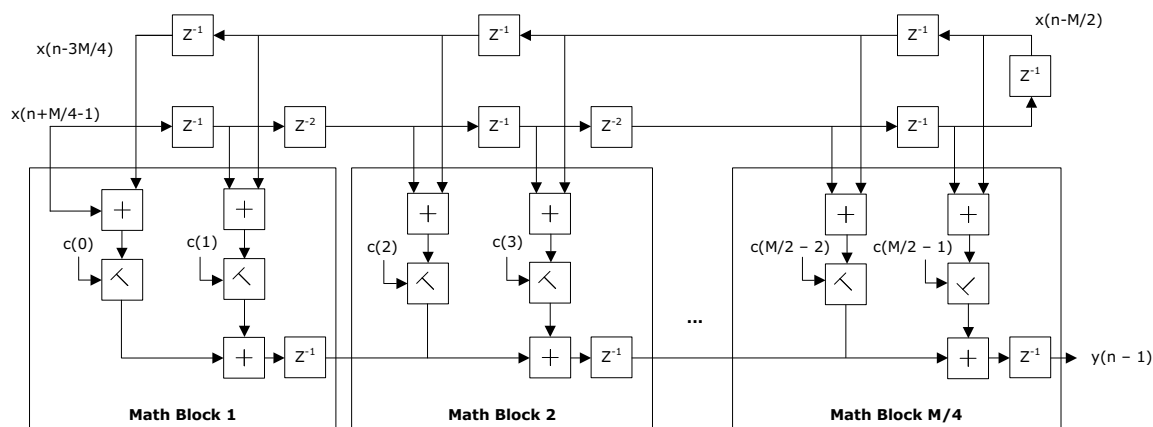 x(n-M/2)
Z⁻¹ Z⁻¹ Z⁻¹
x(n-3M/4)
Z⁻¹
x(n+M/4-1)
Z⁻¹ Z⁻² Z⁻¹ Z⁻² Z⁻¹
+ + + + + +
c(0) c(1) c(2) c(3) c(M/2 – 2) c(M/2 – 1)
...
+ Z⁻¹ + Z⁻¹ + Z⁻¹ y(n – 1)
Math Block 1 Math Block 2 Math Block M/4